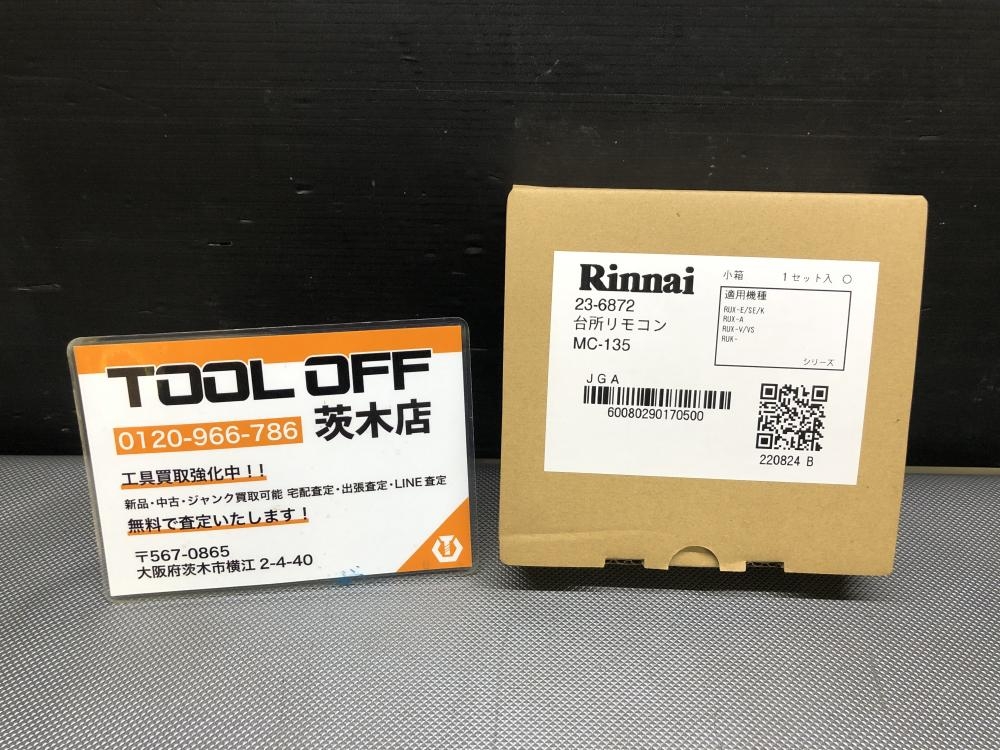 TOOL OFF
0120-966-786 茨木店
工具買取強化中!!
新品・中古・ジャンク買取可能 宅配査定・出張査定・LINE査定
無料で査定いたします!
〒567-0865
大阪府茨木市横江 2-4-40
Rinnai
23-6872
台所リモコン
MC-135
小箱 1セット入 ○
適用機種
RUX-E/SE/K
RUX-A
RUX-V/VS
RUK-
シリーズ
JGA
60080290170500
220824 B